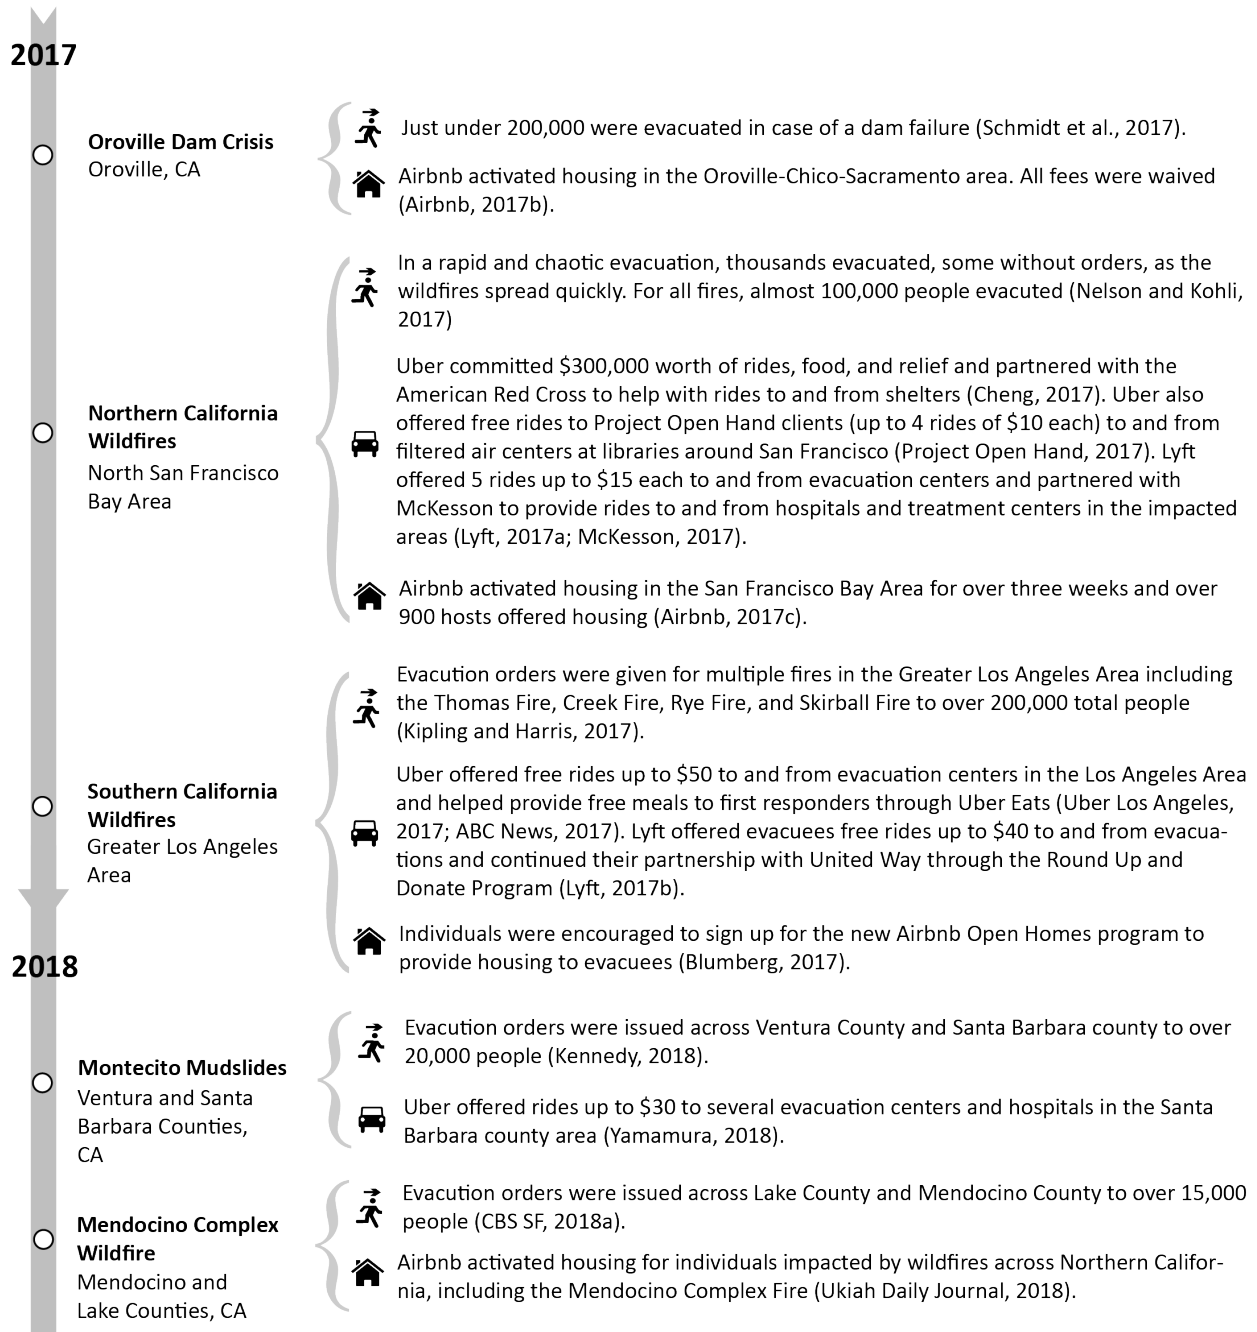 2017
Oroville Dam Crisis
Oroville, CA
Just under 200,000 were evacuated in case of a dam failure (Schmidt et al., 2017).
Airbnb activated housing in the Oroville-Chico-Sacramento area. All fees were waived
(Airbnb, 2017b).
Northern California
Wildfires
North San Francisco
Bay Area
In a rapid and chaotic evacuation, thousands evacuated, some without orders, as the
wildfires spread quickly. For all fires, almost 100,000 people evacuted (Nelson and Kohli,
2017)
Uber committed $300,000 worth of rides, food, and relief and partnered with the
American Red Cross to help with rides to and from shelters (Cheng, 2017). Uber also
offered free rides to Project Open Hand clients (up to 4 rides of $10 each) to and from
filtered air centers at libraries around San Francisco (Project Open Hand, 2017). Lyft
offered 5 rides up to $15 each to and from evacuation centers and partnered with
McKesson to provide rides to and from hospitals and treatment centers in the impacted
areas (Lyft, 2017a; McKesson, 2017).
Airbnb activated housing in the San Francisco Bay Area for over three weeks and over
900 hosts offered housing (Airbnb, 2017c).
Southern California
Wildfires
Greater Los Angeles
Area
Evacution orders were given for multiple fires in the Greater Los Angeles Area including
the Thomas Fire, Creek Fire, Rye Fire, and Skirball Fire to over 200,000 total people
(Kipling and Harris, 2017).
Uber offered free rides up to $50 to and from evacuation centers in the Los Angeles Area
and helped provide free meals to first responders through Uber Eats (Uber Los Angeles,
2017; ABC News, 2017). Lyft offered evacuees free rides up to $40 to and from evacua-
tions and continued their partnership with United Way through the Round Up and
Donate Program (Lyft, 2017b).
Individuals were encouraged to sign up for the new Airbnb Open Homes program to
provide housing to evacuees (Blumberg, 2017).
2018
Montecito Mudslides
Ventura and Santa
Barbara Counties,
CA
Evacution orders were issued across Ventura County and Santa Barbara county to over
20,000 people (Kennedy, 2018).
Uber offered rides up to $30 to several evacuation centers and hospitals in the Santa
Barbara county area (Yamamura, 2018).
Mendocino Complex
Wildfire
Mendocino and
Lake Counties, CA
Evacution orders were issued across Lake County and Mendocino County to over 15,000
people (CBS SF, 2018a).
Airbnb activated housing for individuals impacted by wildfires across Northern Califor-
nia, including the Mendocino Complex Fire (Ukiah Daily Journal, 2018).